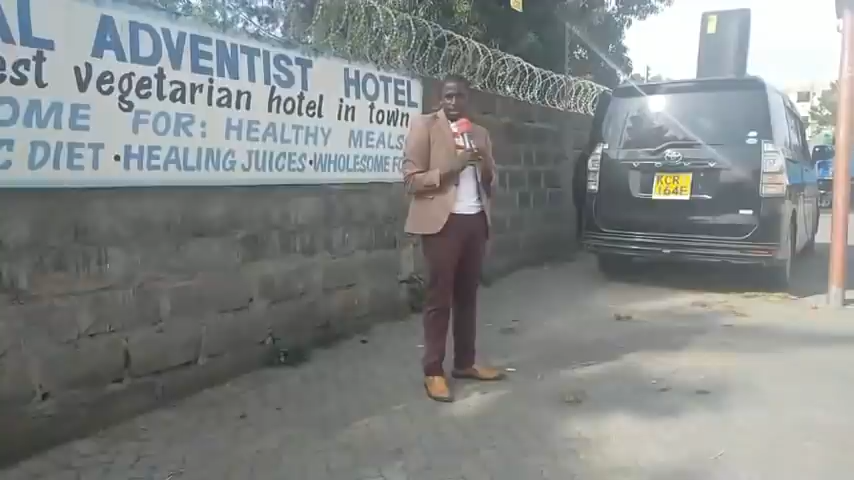 AL ADVENTIST HOTEL
est vegetarian hotel in town
OME FOR: HEALTHY MEALS
C DIET, HEALING JUICES, WHOLESOME F
KCR
164E